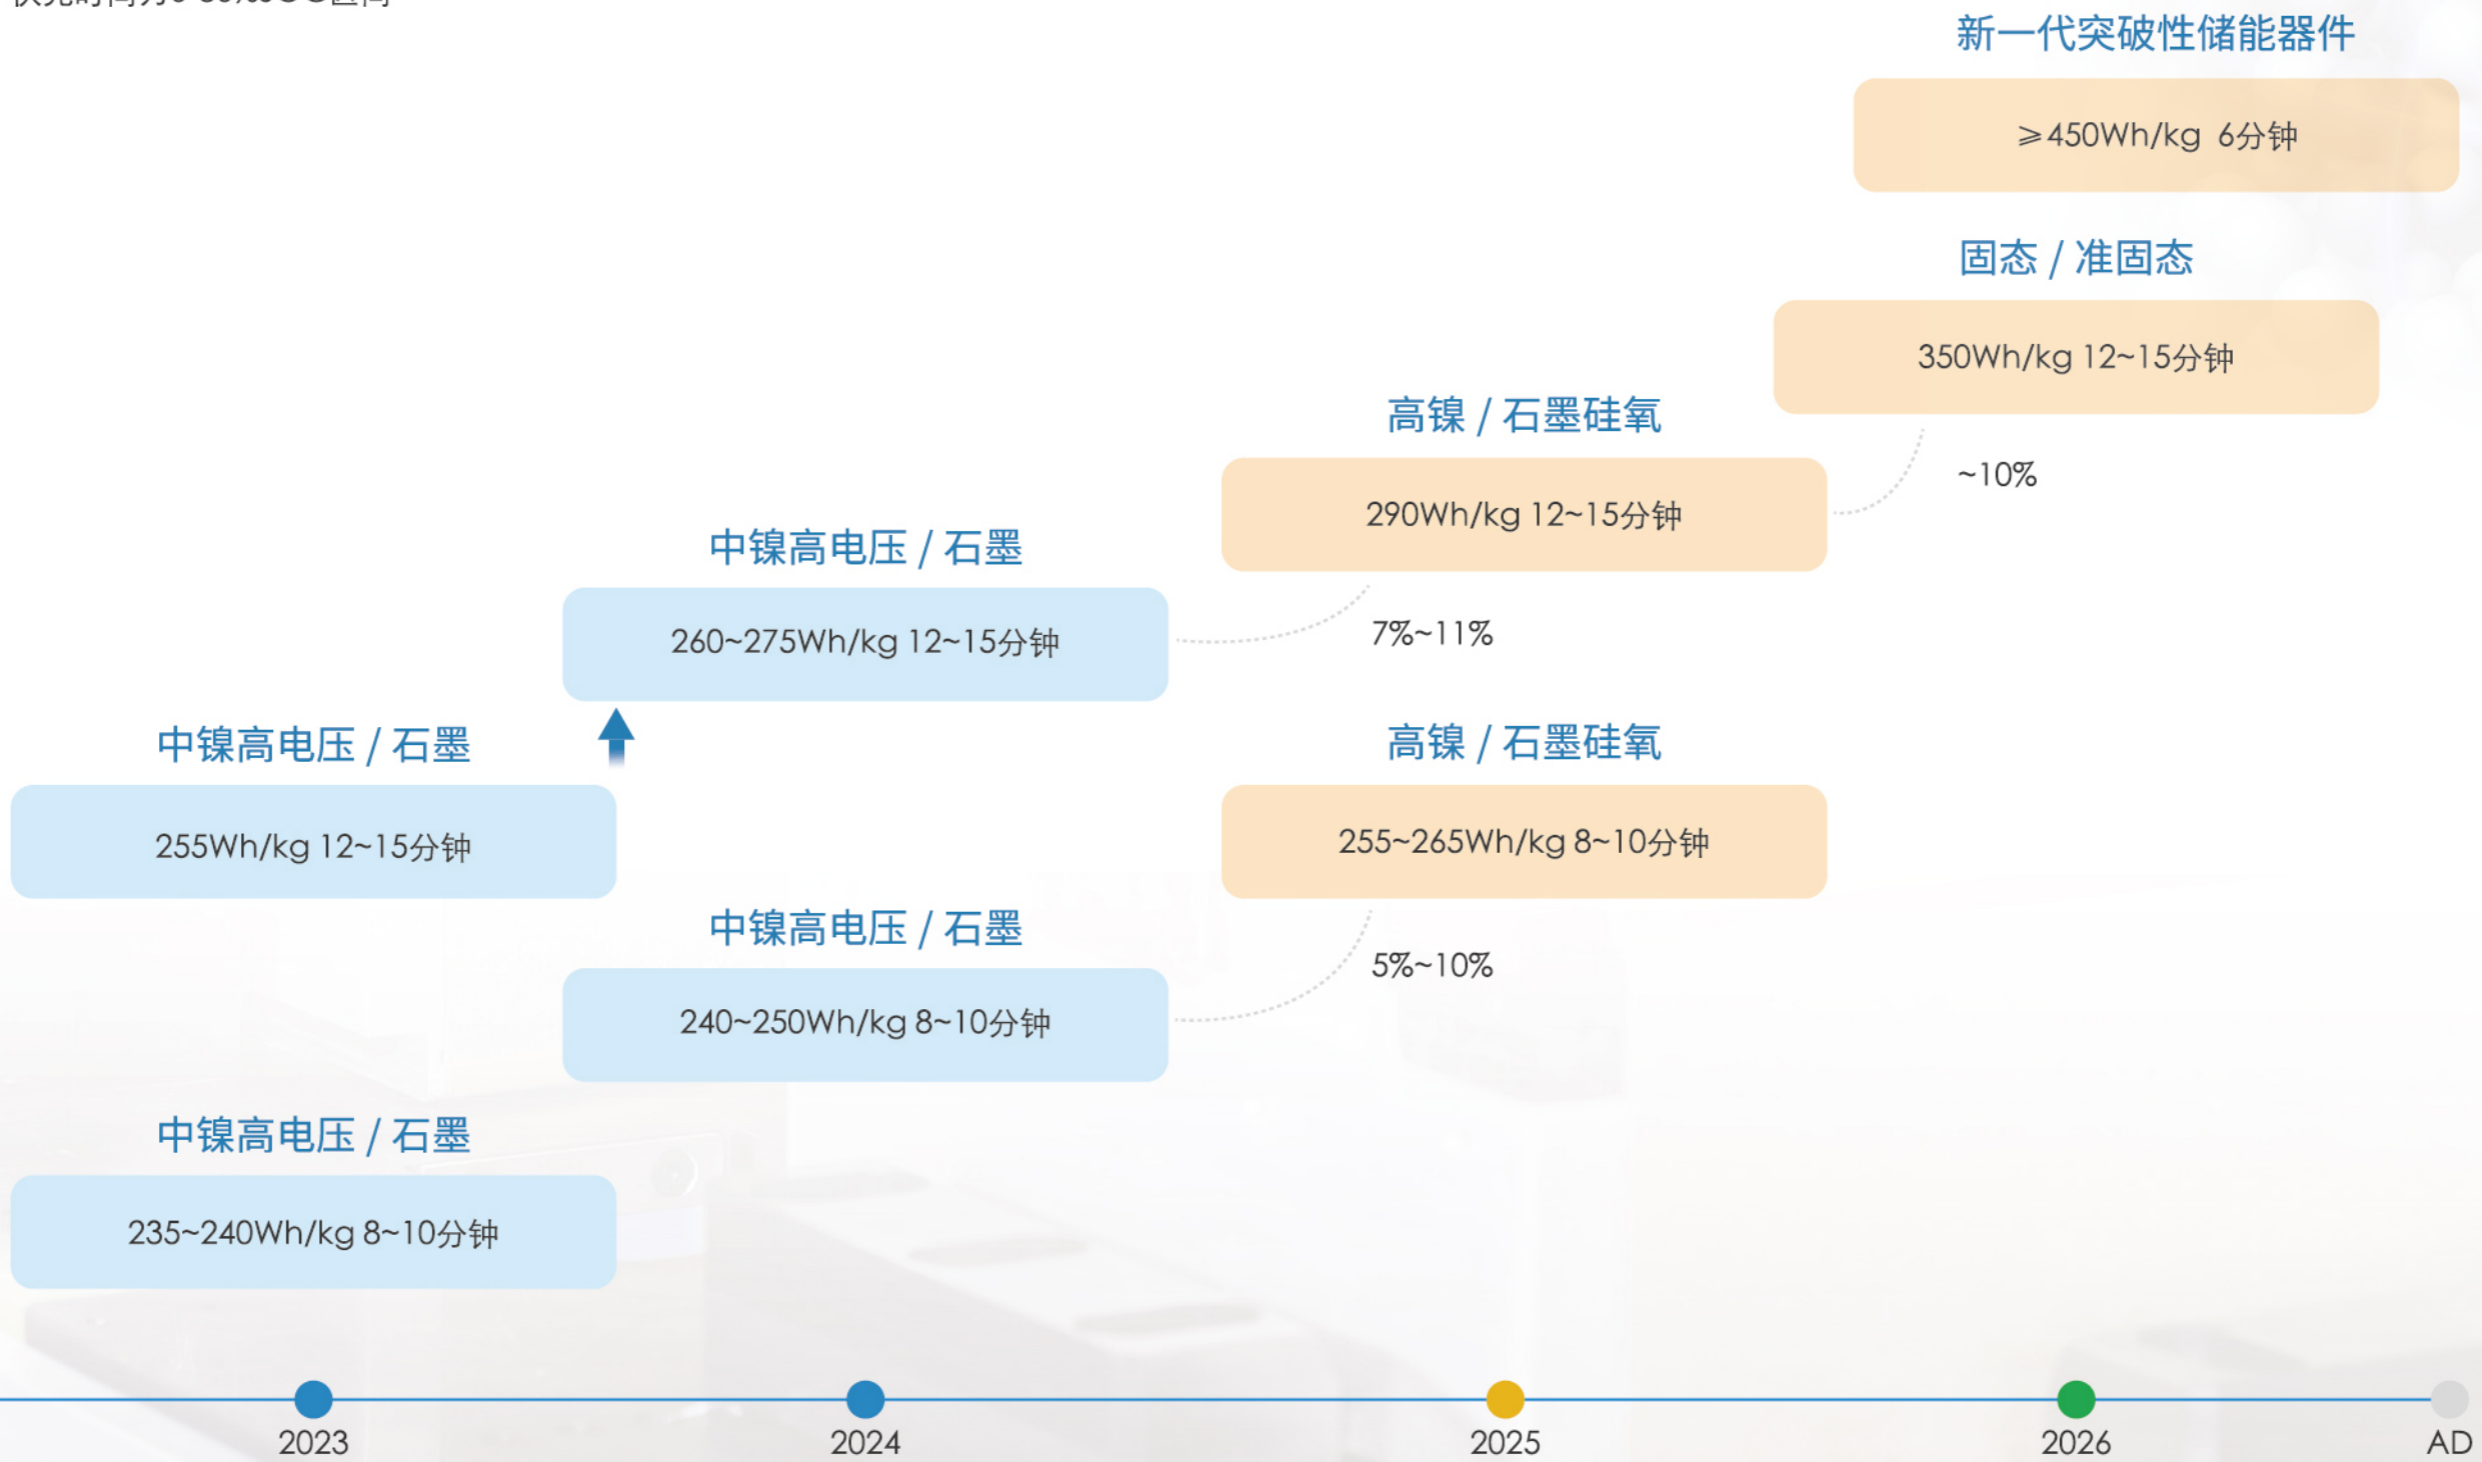 新一代突破性储能器件
≥450Wh/kg 6分钟
固态 / 准固态
350Wh/kg 12~15分钟
~10%
高镍 / 石墨硅氧
290Wh/kg 12~15分钟
7%~11%
中镍高电压 / 石墨
260~275Wh/kg 12~15分钟
高镍 / 石墨硅氧
255~265Wh/kg 8~10分钟
5%~10%
中镍高电压 / 石墨
255Wh/kg 12~15分钟
中镍高电压 / 石墨
240~250Wh/kg 8~10分钟
中镍高电压 / 石墨
235~240Wh/kg 8~10分钟
2023
2024
2025
2026
AD